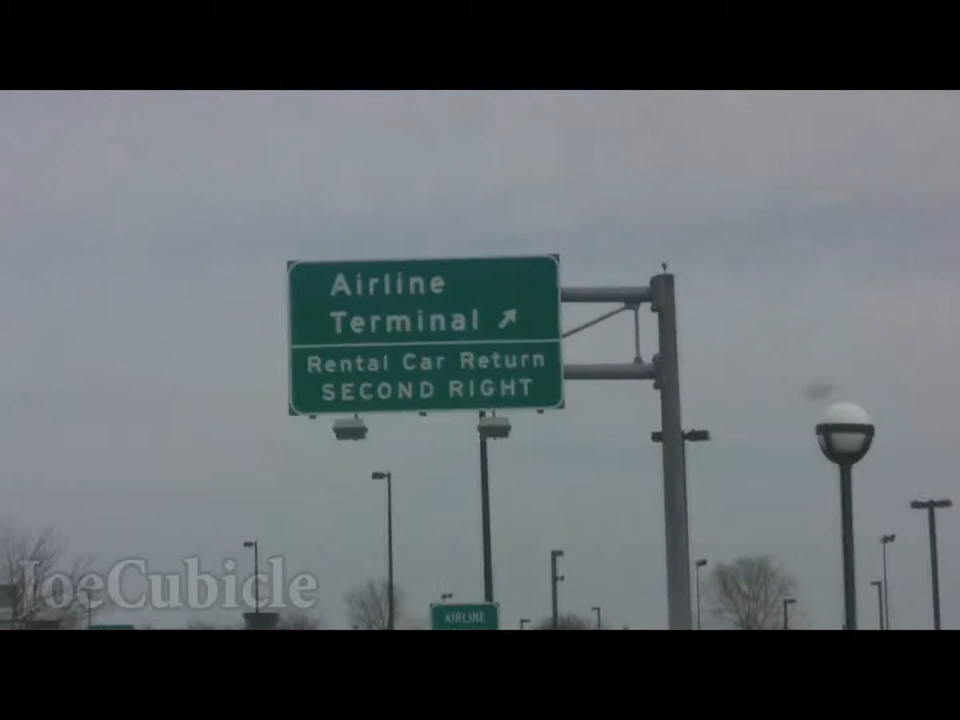 Airline
Terminal ↗
Rental Car Return
SECOND RIGHT
JoeCubicle
AIRLINE